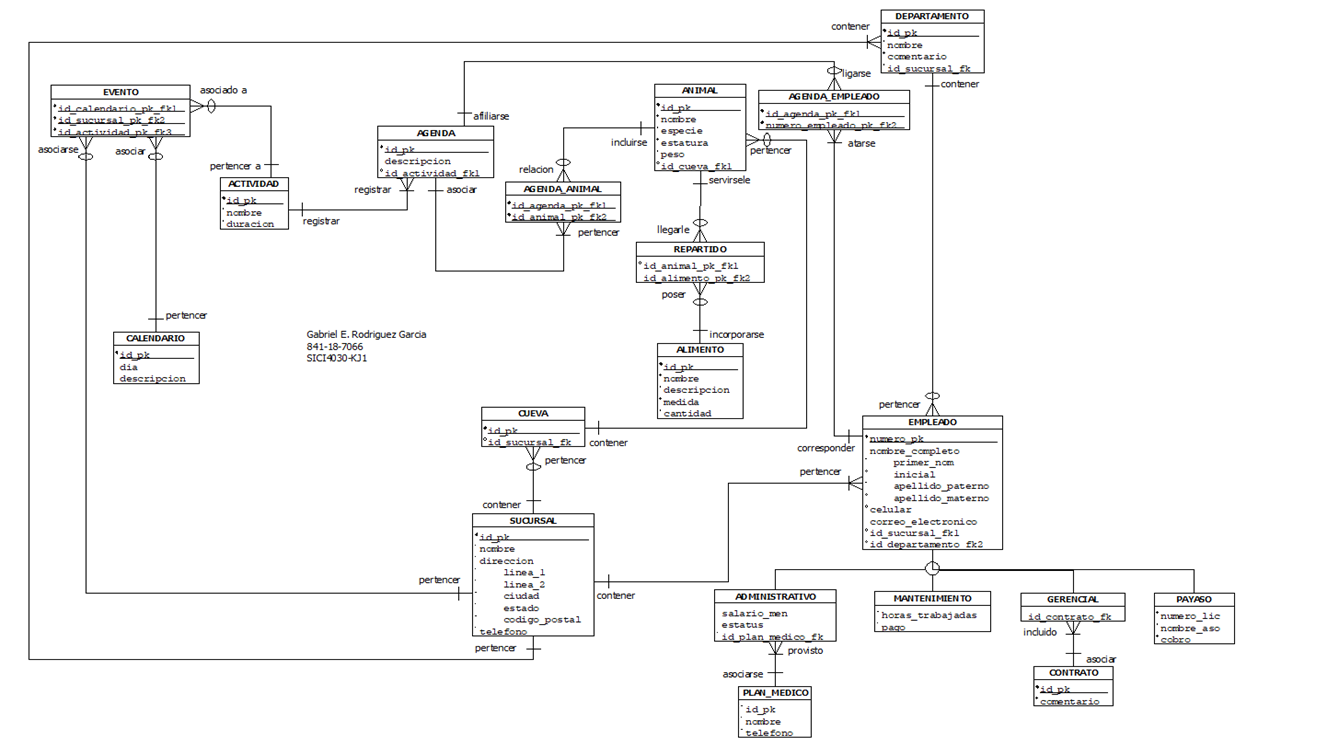 DEPARTAMENTO
id_pk
nombre
comentario
id_sucursal_fk
contener
contener
EVENTO
id_calendario_pk_fk1
id_sucursal_pk_fk2
id_actividad_pk_fk3
asociado a
asociarse
asociar
pertencer a
ACTIVIDAD
id_pk
nombre
duracion
registrar
AGENDA
id_pk
descripcion
id_actividad_fk1
afiliarse
registrar
asociar
AGENDA_ANIMAL
id_agenda_pk_fk1
id_animal_pk_fk2
relacion
pertencer
incluirse
ANIMAL
id_pk
nombre
especie
estatura
peso
id_cueva_fk1
servirsele
pertencer
AGENDA_EMPLEADO
id_agenda_pk_fk1
numero_empleado_pk_fk2
ligarse
atarse
llegarle
REPARTIDO
id_animal_pk_fk1
id_alimento_pk_fk2
poser
incorporarse
ALIMENTO
id_pk
nombre
descripcion
medida
cantidad
pertencer
CALENDARIO
id_pk
dia
descripcion
Gabriel E. Rodriguez Garcia
841-18-7066
SICI4030-KJ1
CUEVA
id_pk
id_sucursal_fk
contener
pertencer
contener
SUCURSAL
id_pk
nombre
direccion
linea_1
linea_2
ciudad
estado
codigo_postal
telefono
pertencer
pertencer
contener
pertencer
corresponder
pertencer
EMPLEADO
numero_pk
nombre_completo
primer_nom
inicial
apellido_paterno
apellido_materno
celular
correo_electronico
id_sucursal_fk1
id_departamento_fk2
ADMINISTRATIVO
salario_men
estatus
id_plan_medico_fk
provisto
asociarse
PLAN_MEDICO
id_pk
nombre
telefono
MANTENIMIENTO
horas_trabajadas
pago
GERENCIAL
id_contrato_fk
incluido
asociar
CONTRATO
id_pk
comentario
PAYASO
numero_lic
nombre_aso
cobro